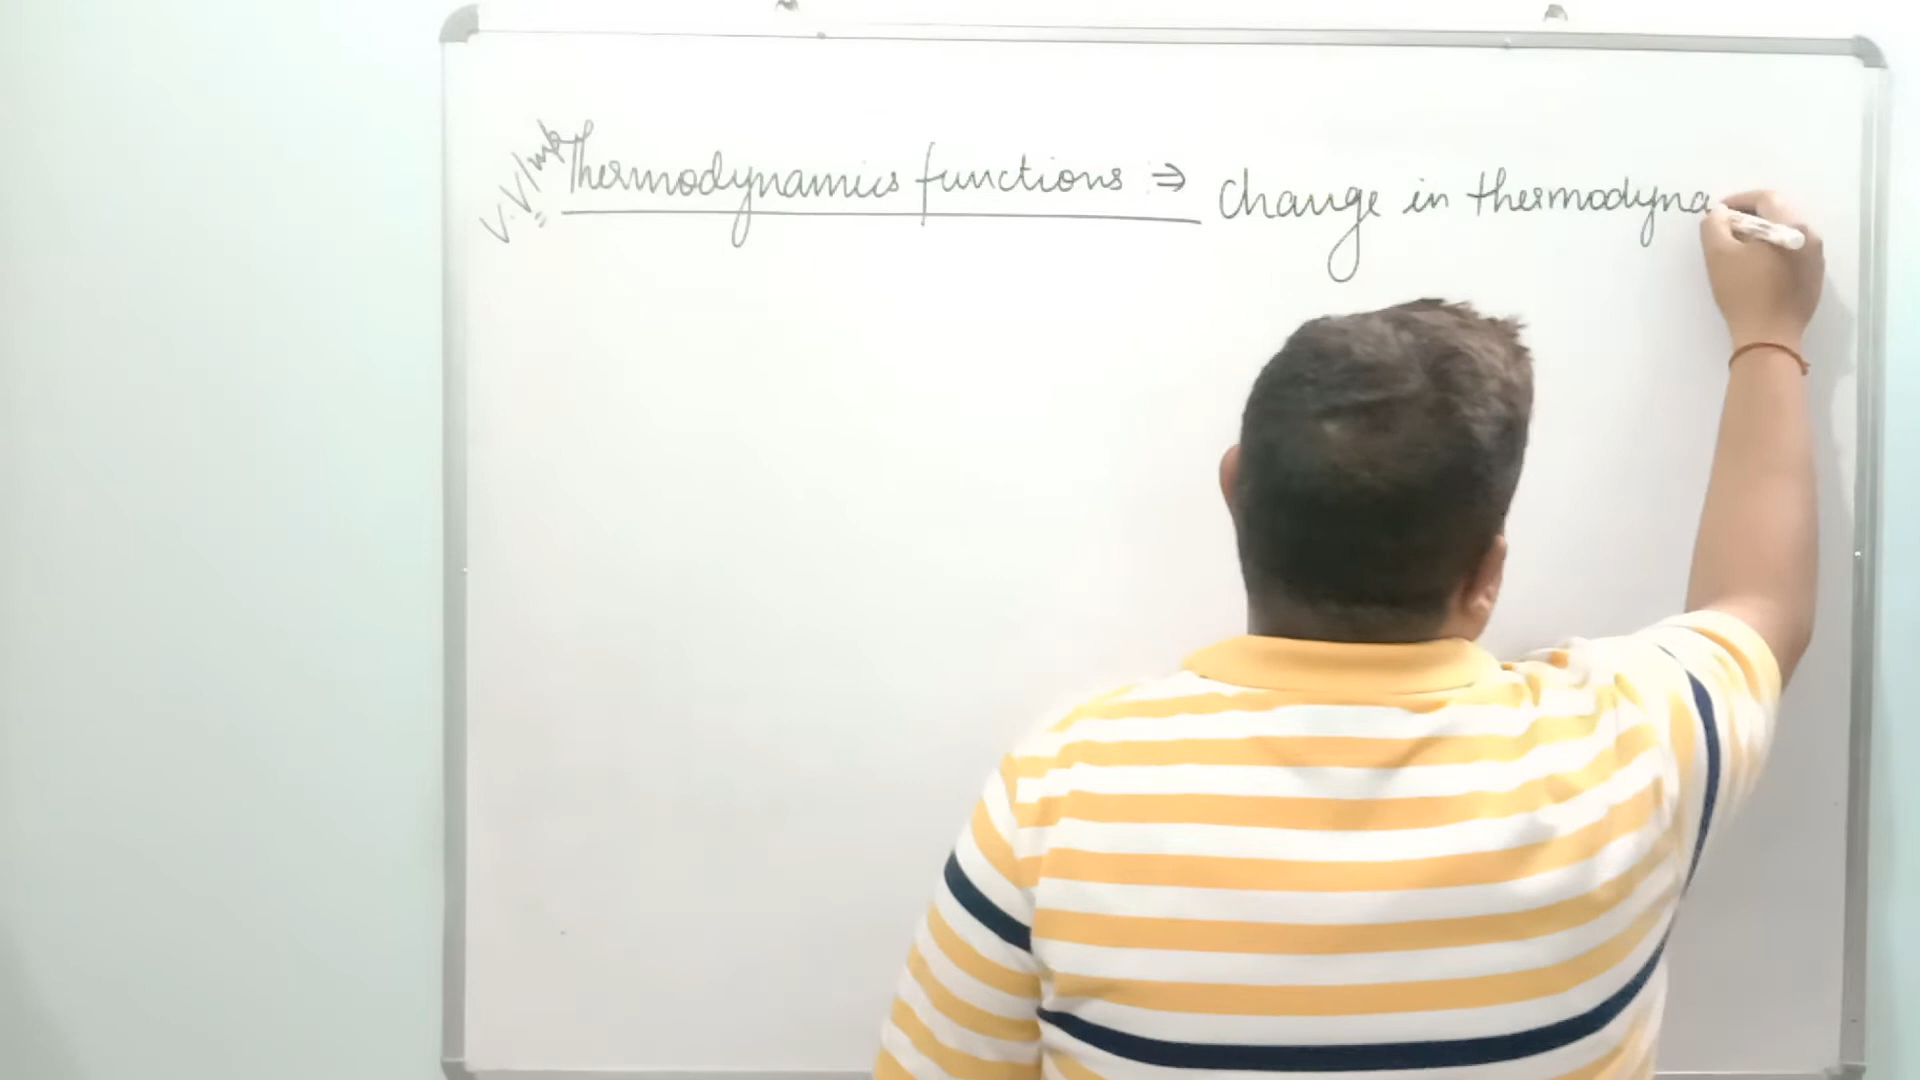 V.V Imp Thermodynamics functions ⇒ Change in thermodyna